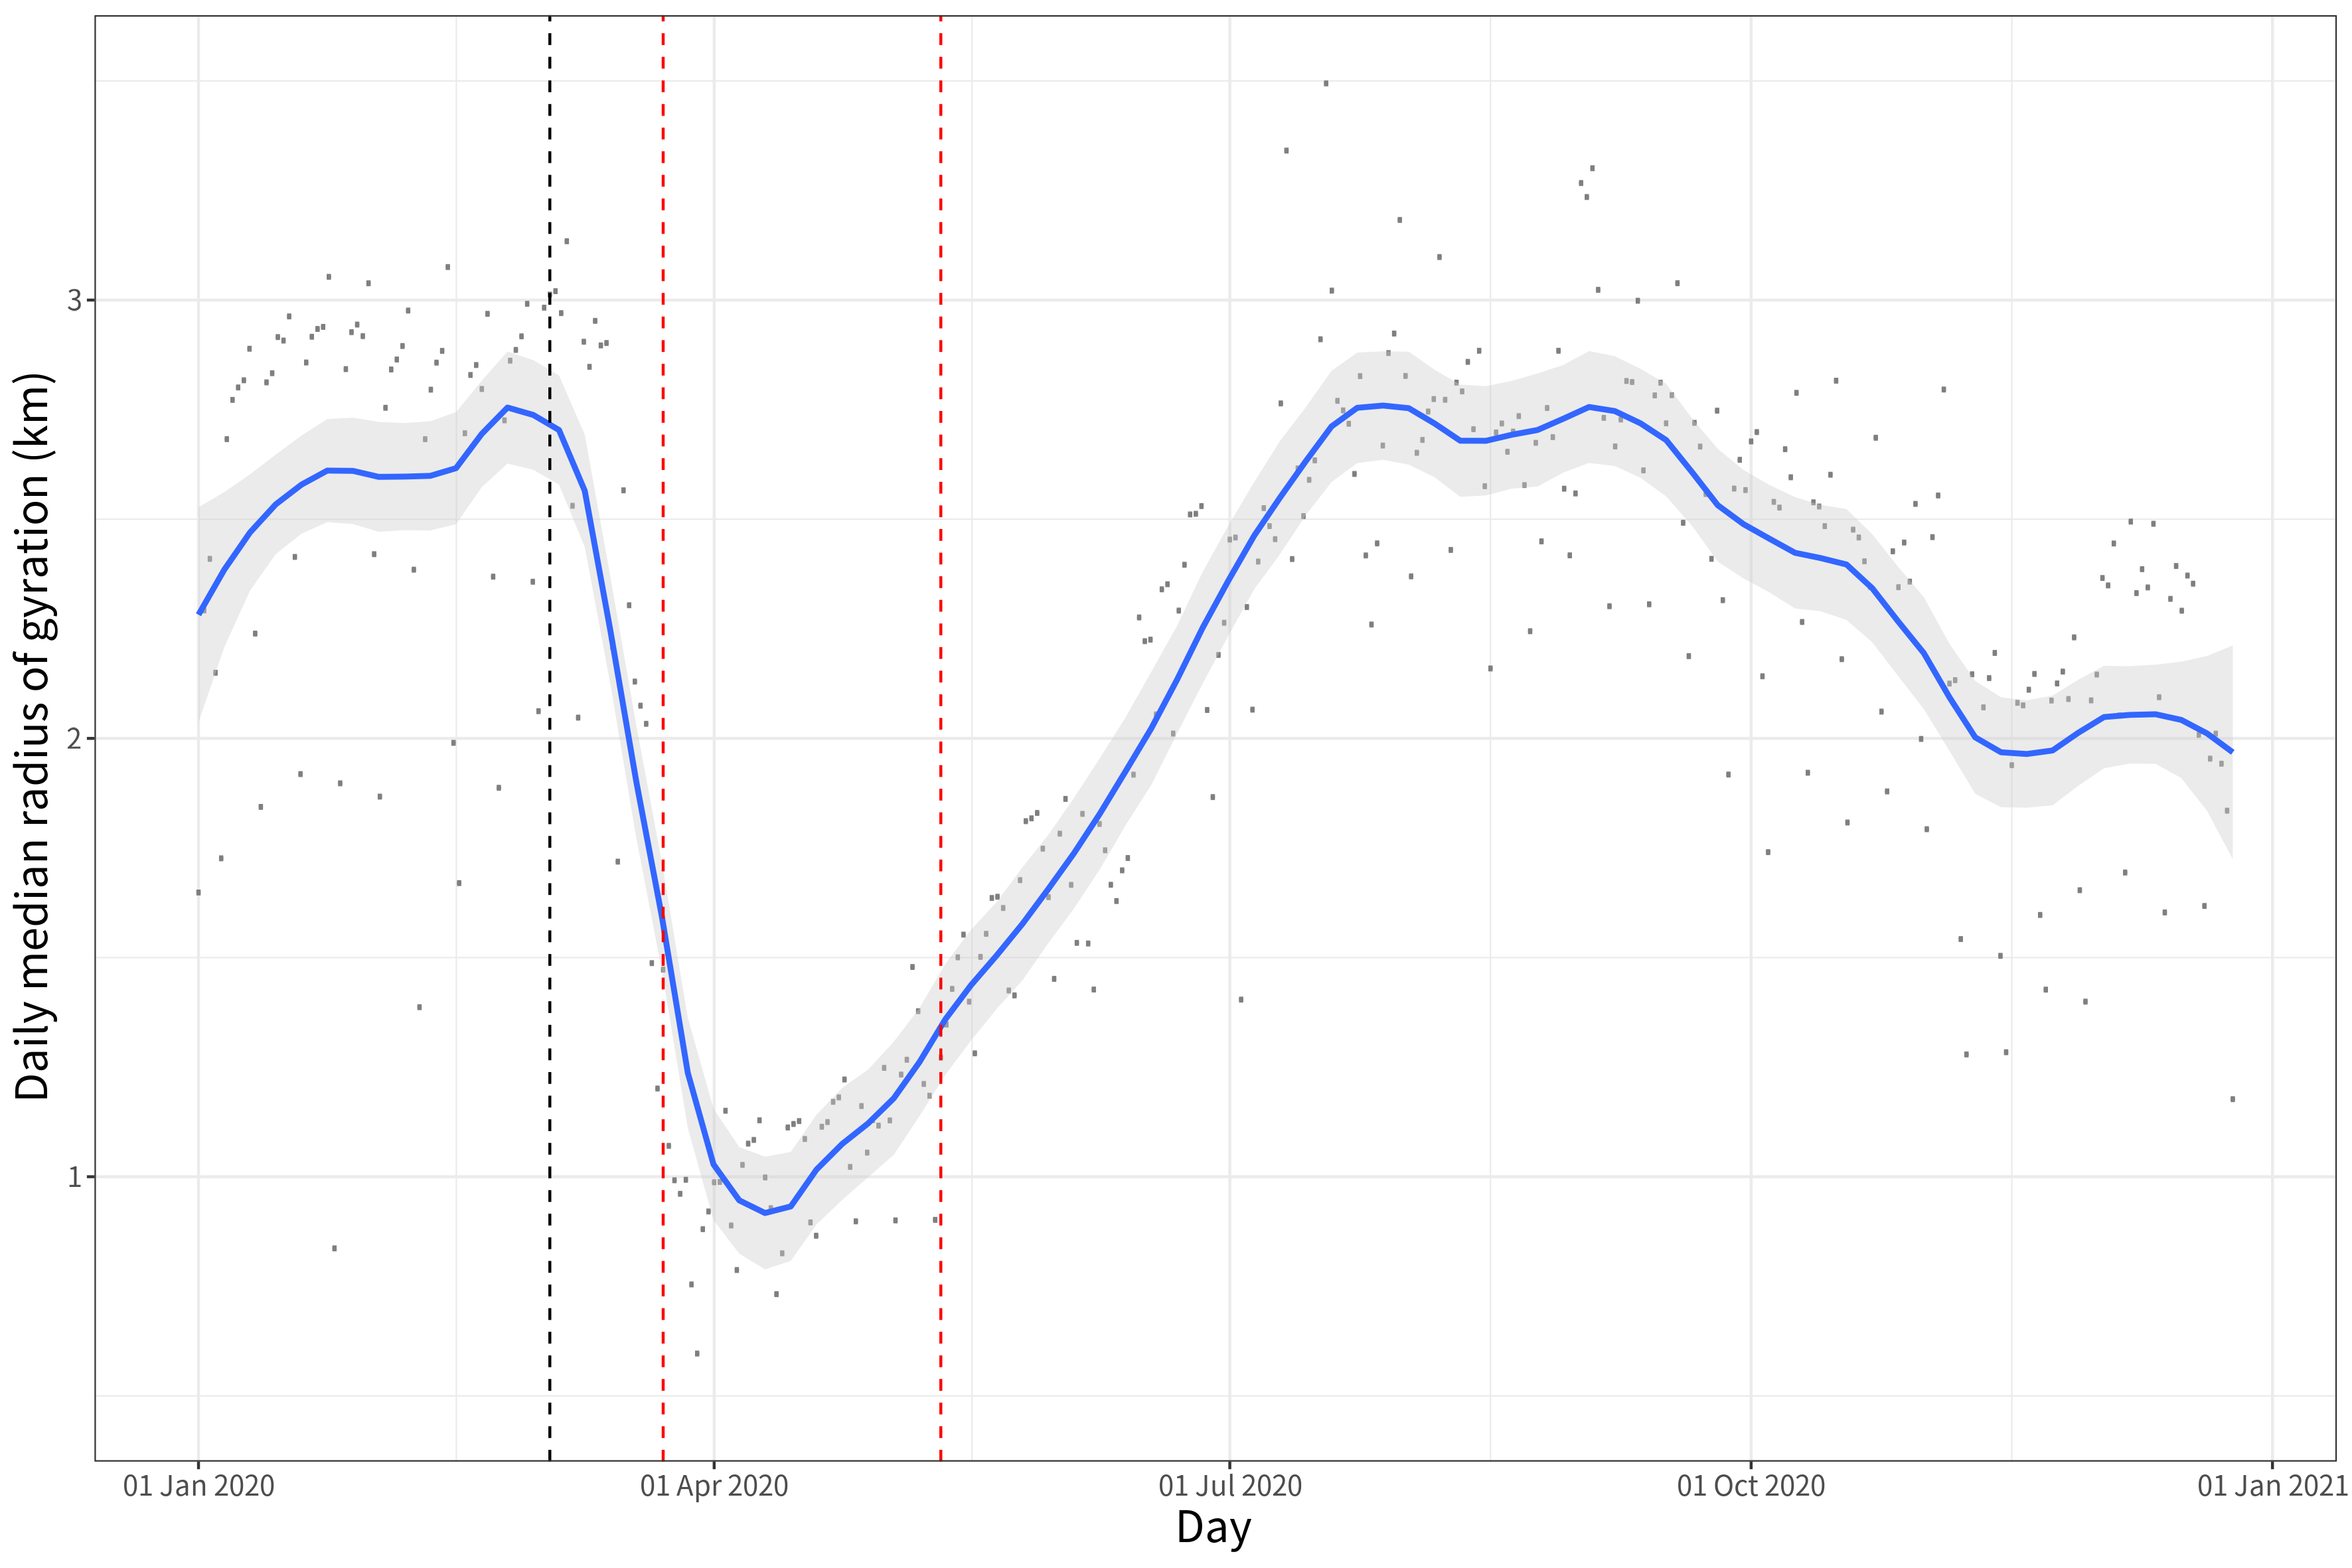 Daily median radius of gyration (km)
3
2
1
01 Jan 2020
01 Apr 2020
01 Jul 2020
01 Oct 2020
01 Jan 2021
Day